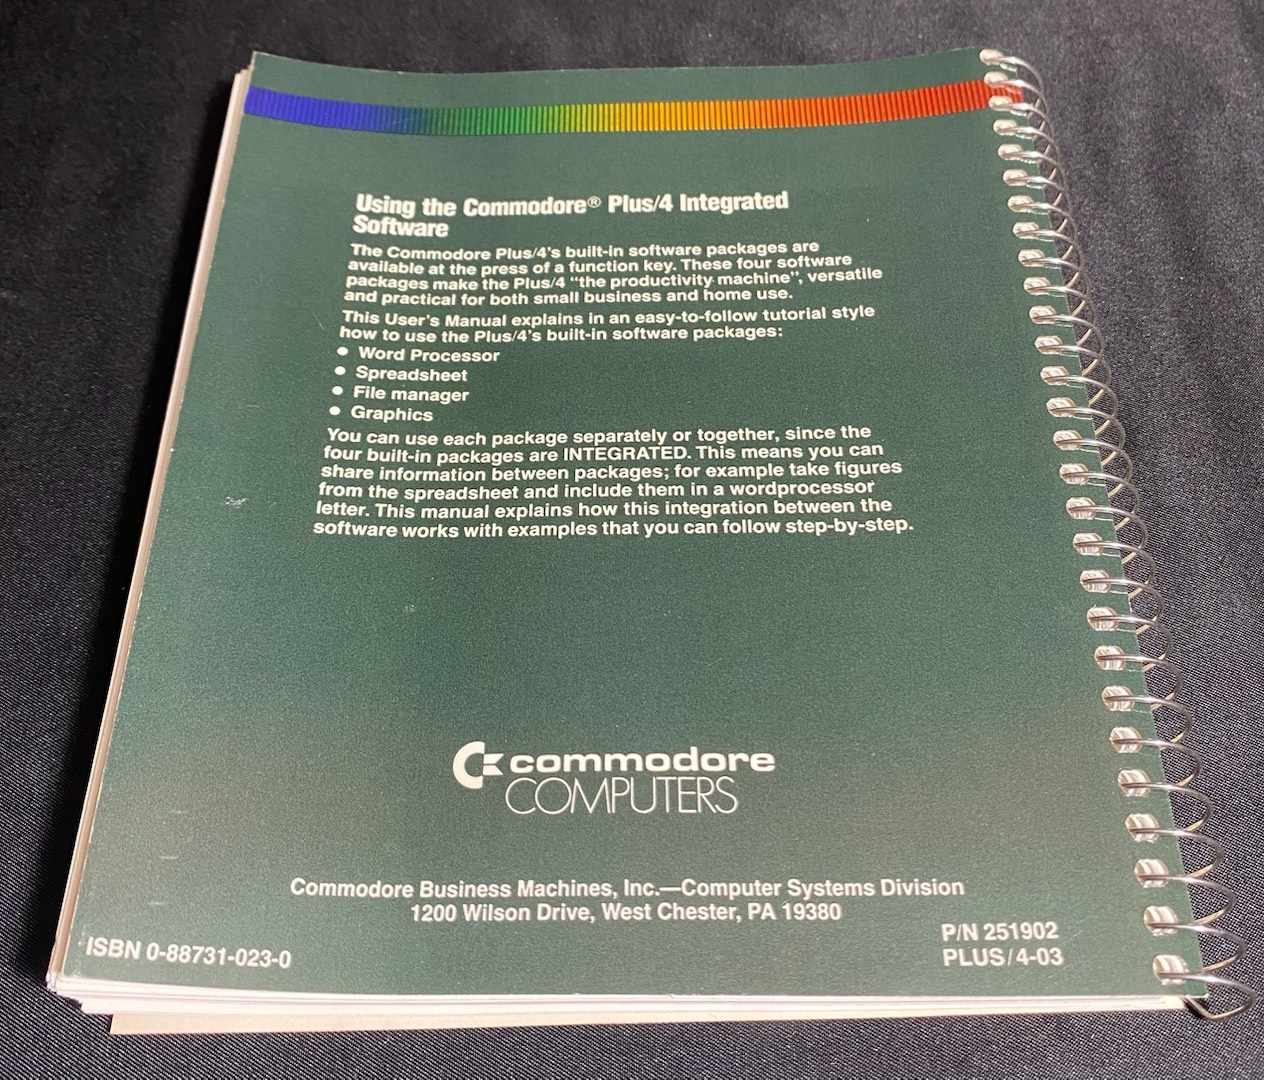 Using the Commodore® Plus/4 Integrated
Software
The Commodore Plus/4's built-in software packages are
available at the press of a function key. These four software
packages make the Plus/4 "the productivity machine", versatile
and practical for both small business and home use.
This User's Manual explains in an easy-to-follow tutorial style
how to use the Plus/4's built-in software packages:
• Word Processor
• Spreadsheet
• File manager
• Graphics
You can use each package separately or together, since the
four built-in packages are INTEGRATED. This means you can
share information between packages; for example take figures
from the spreadsheet and include them in a wordprocessor
letter. This manual explains how this integration between the
software works with examples that you can follow step-by-step.
commodore
COMPUTERS
Commodore Business Machines, Inc.—Computer Systems Division
1200 Wilson Drive, West Chester, PA 19380
ISBN 0-88731-023-0
P/N 251902
PLUS/4-03